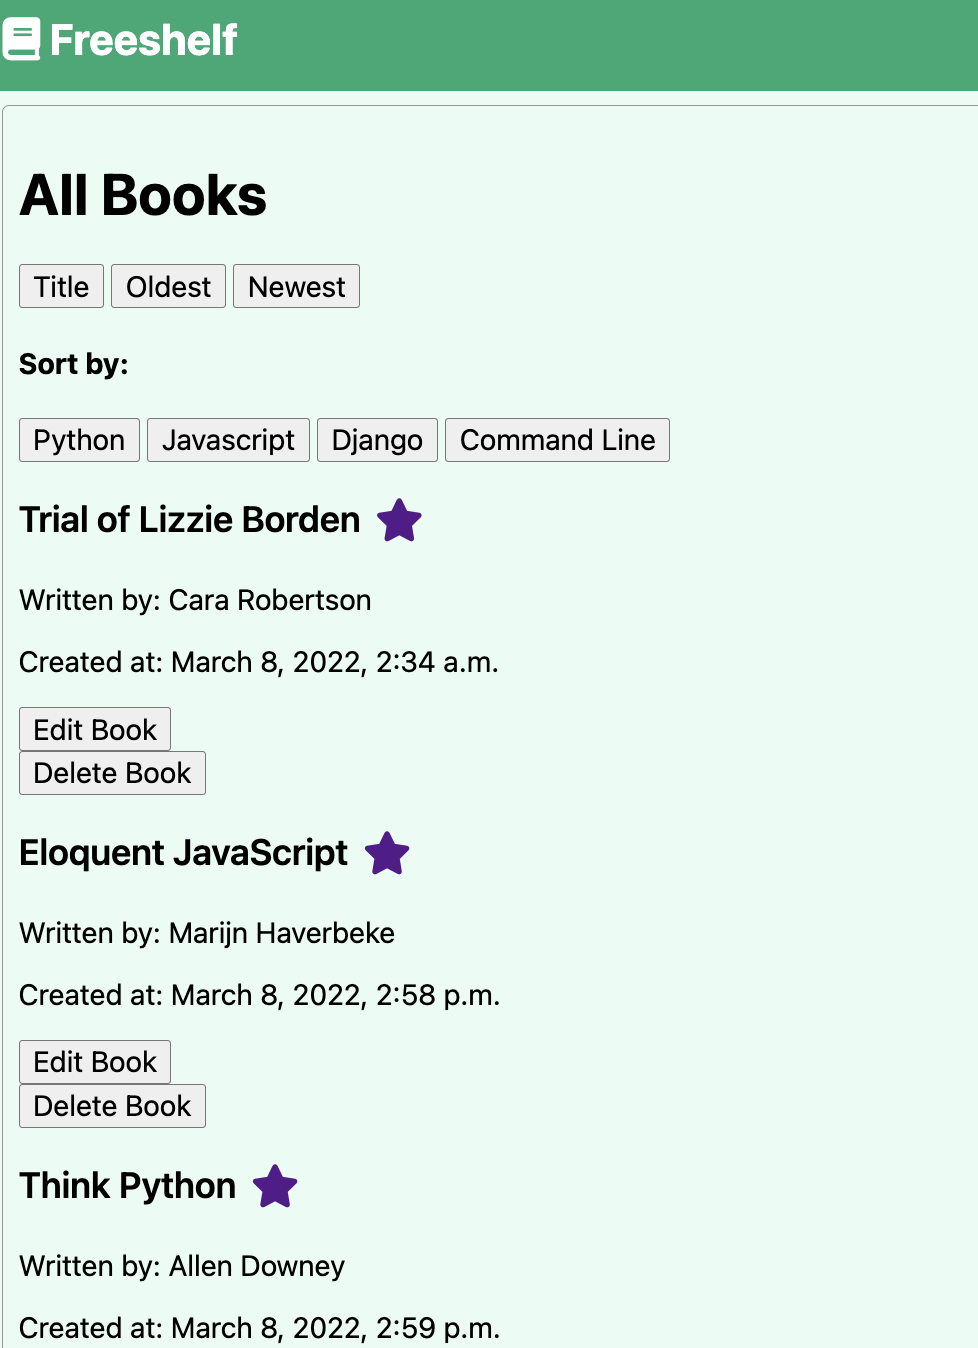 Freeshelf
All Books
Title Oldest Newest
Sort by:
Python Javascript Django Command Line
Trial of Lizzie Borden
Written by: Cara Robertson
Created at: March 8, 2022, 2:34 a.m.
Edit Book
Delete Book
Eloquent JavaScript
Written by: Marijn Haverbeke
Created at: March 8, 2022, 2:58 p.m.
Edit Book
Delete Book
Think Python
Written by: Allen Downey
Created at: March 8, 2022, 2:59 p.m.